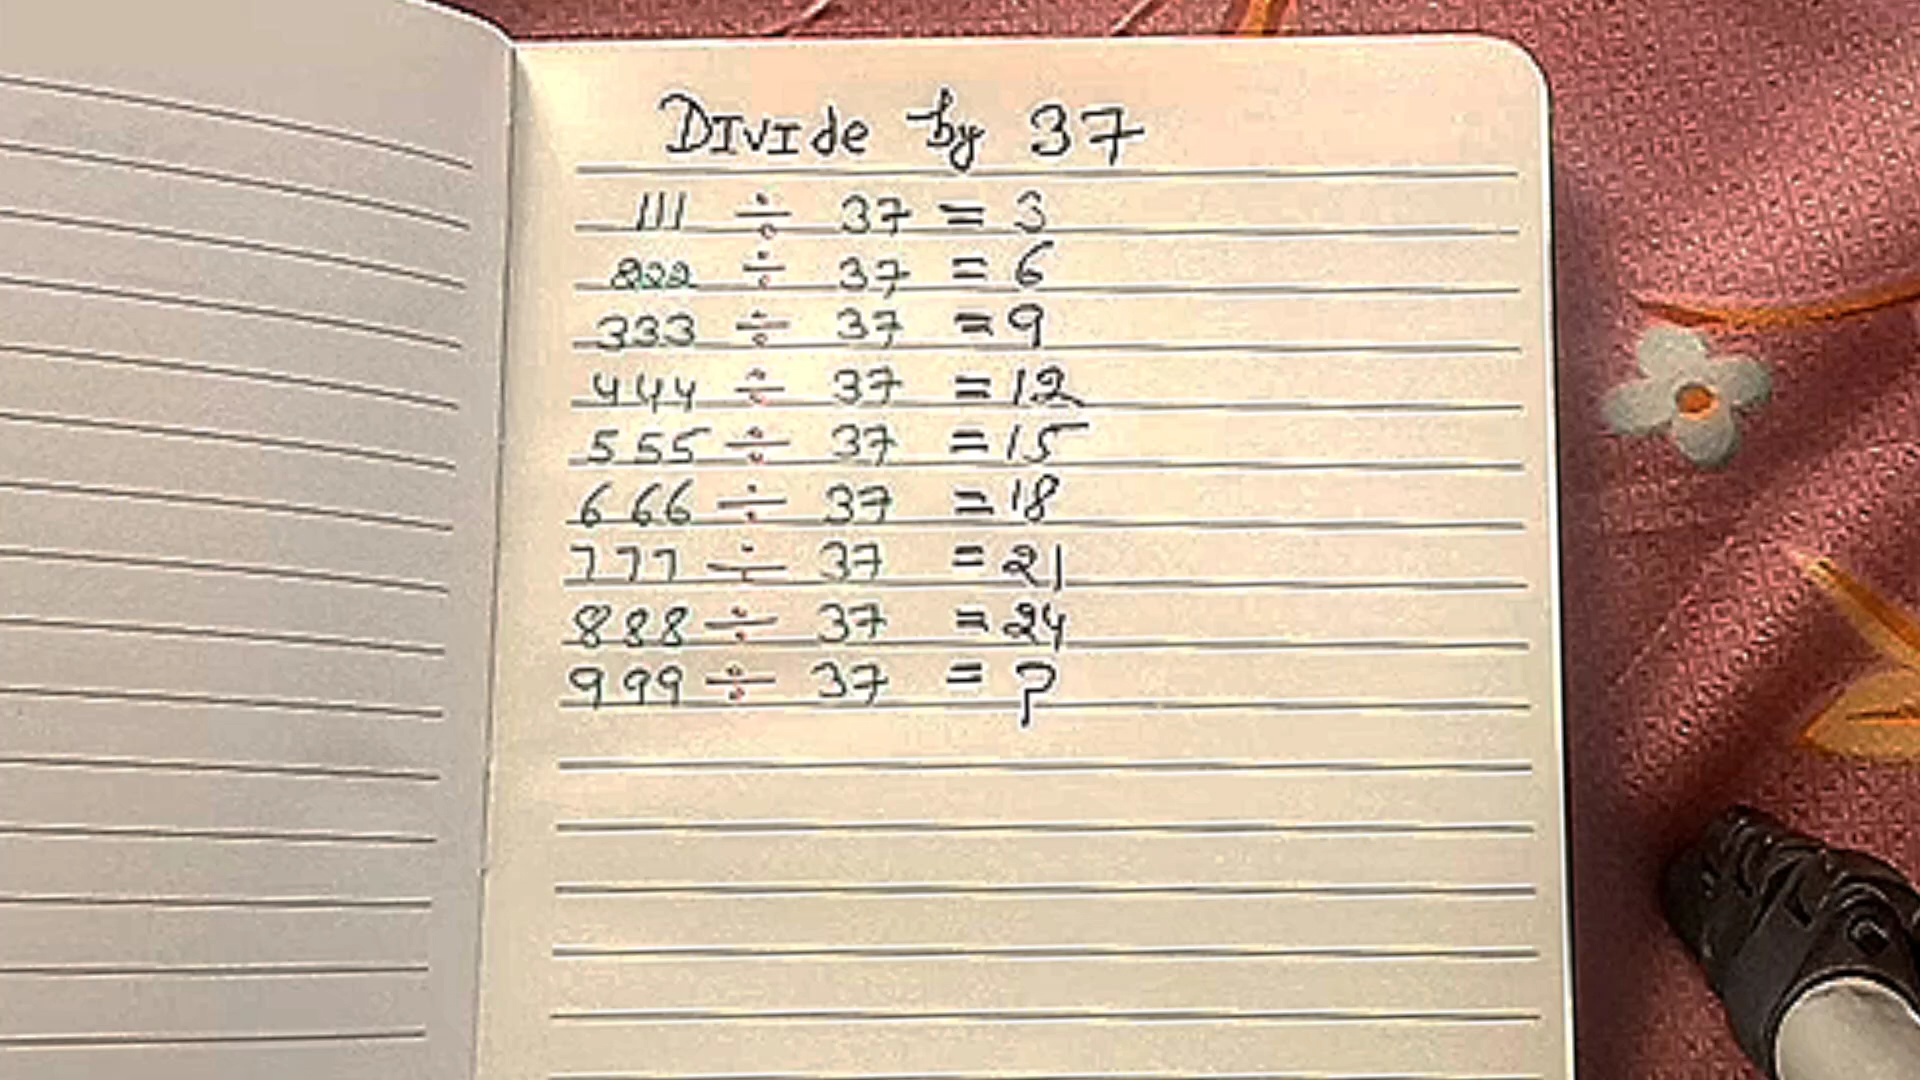 Divide by 37
111 ÷ 37 = 3
222 ÷ 37 = 6
333 ÷ 37 = 9
444 ÷ 37 = 12
555 ÷ 37 = 15
666 ÷ 37 = 18
777 ÷ 37 = 21
888 ÷ 37 = 24
999 ÷ 37 = ?